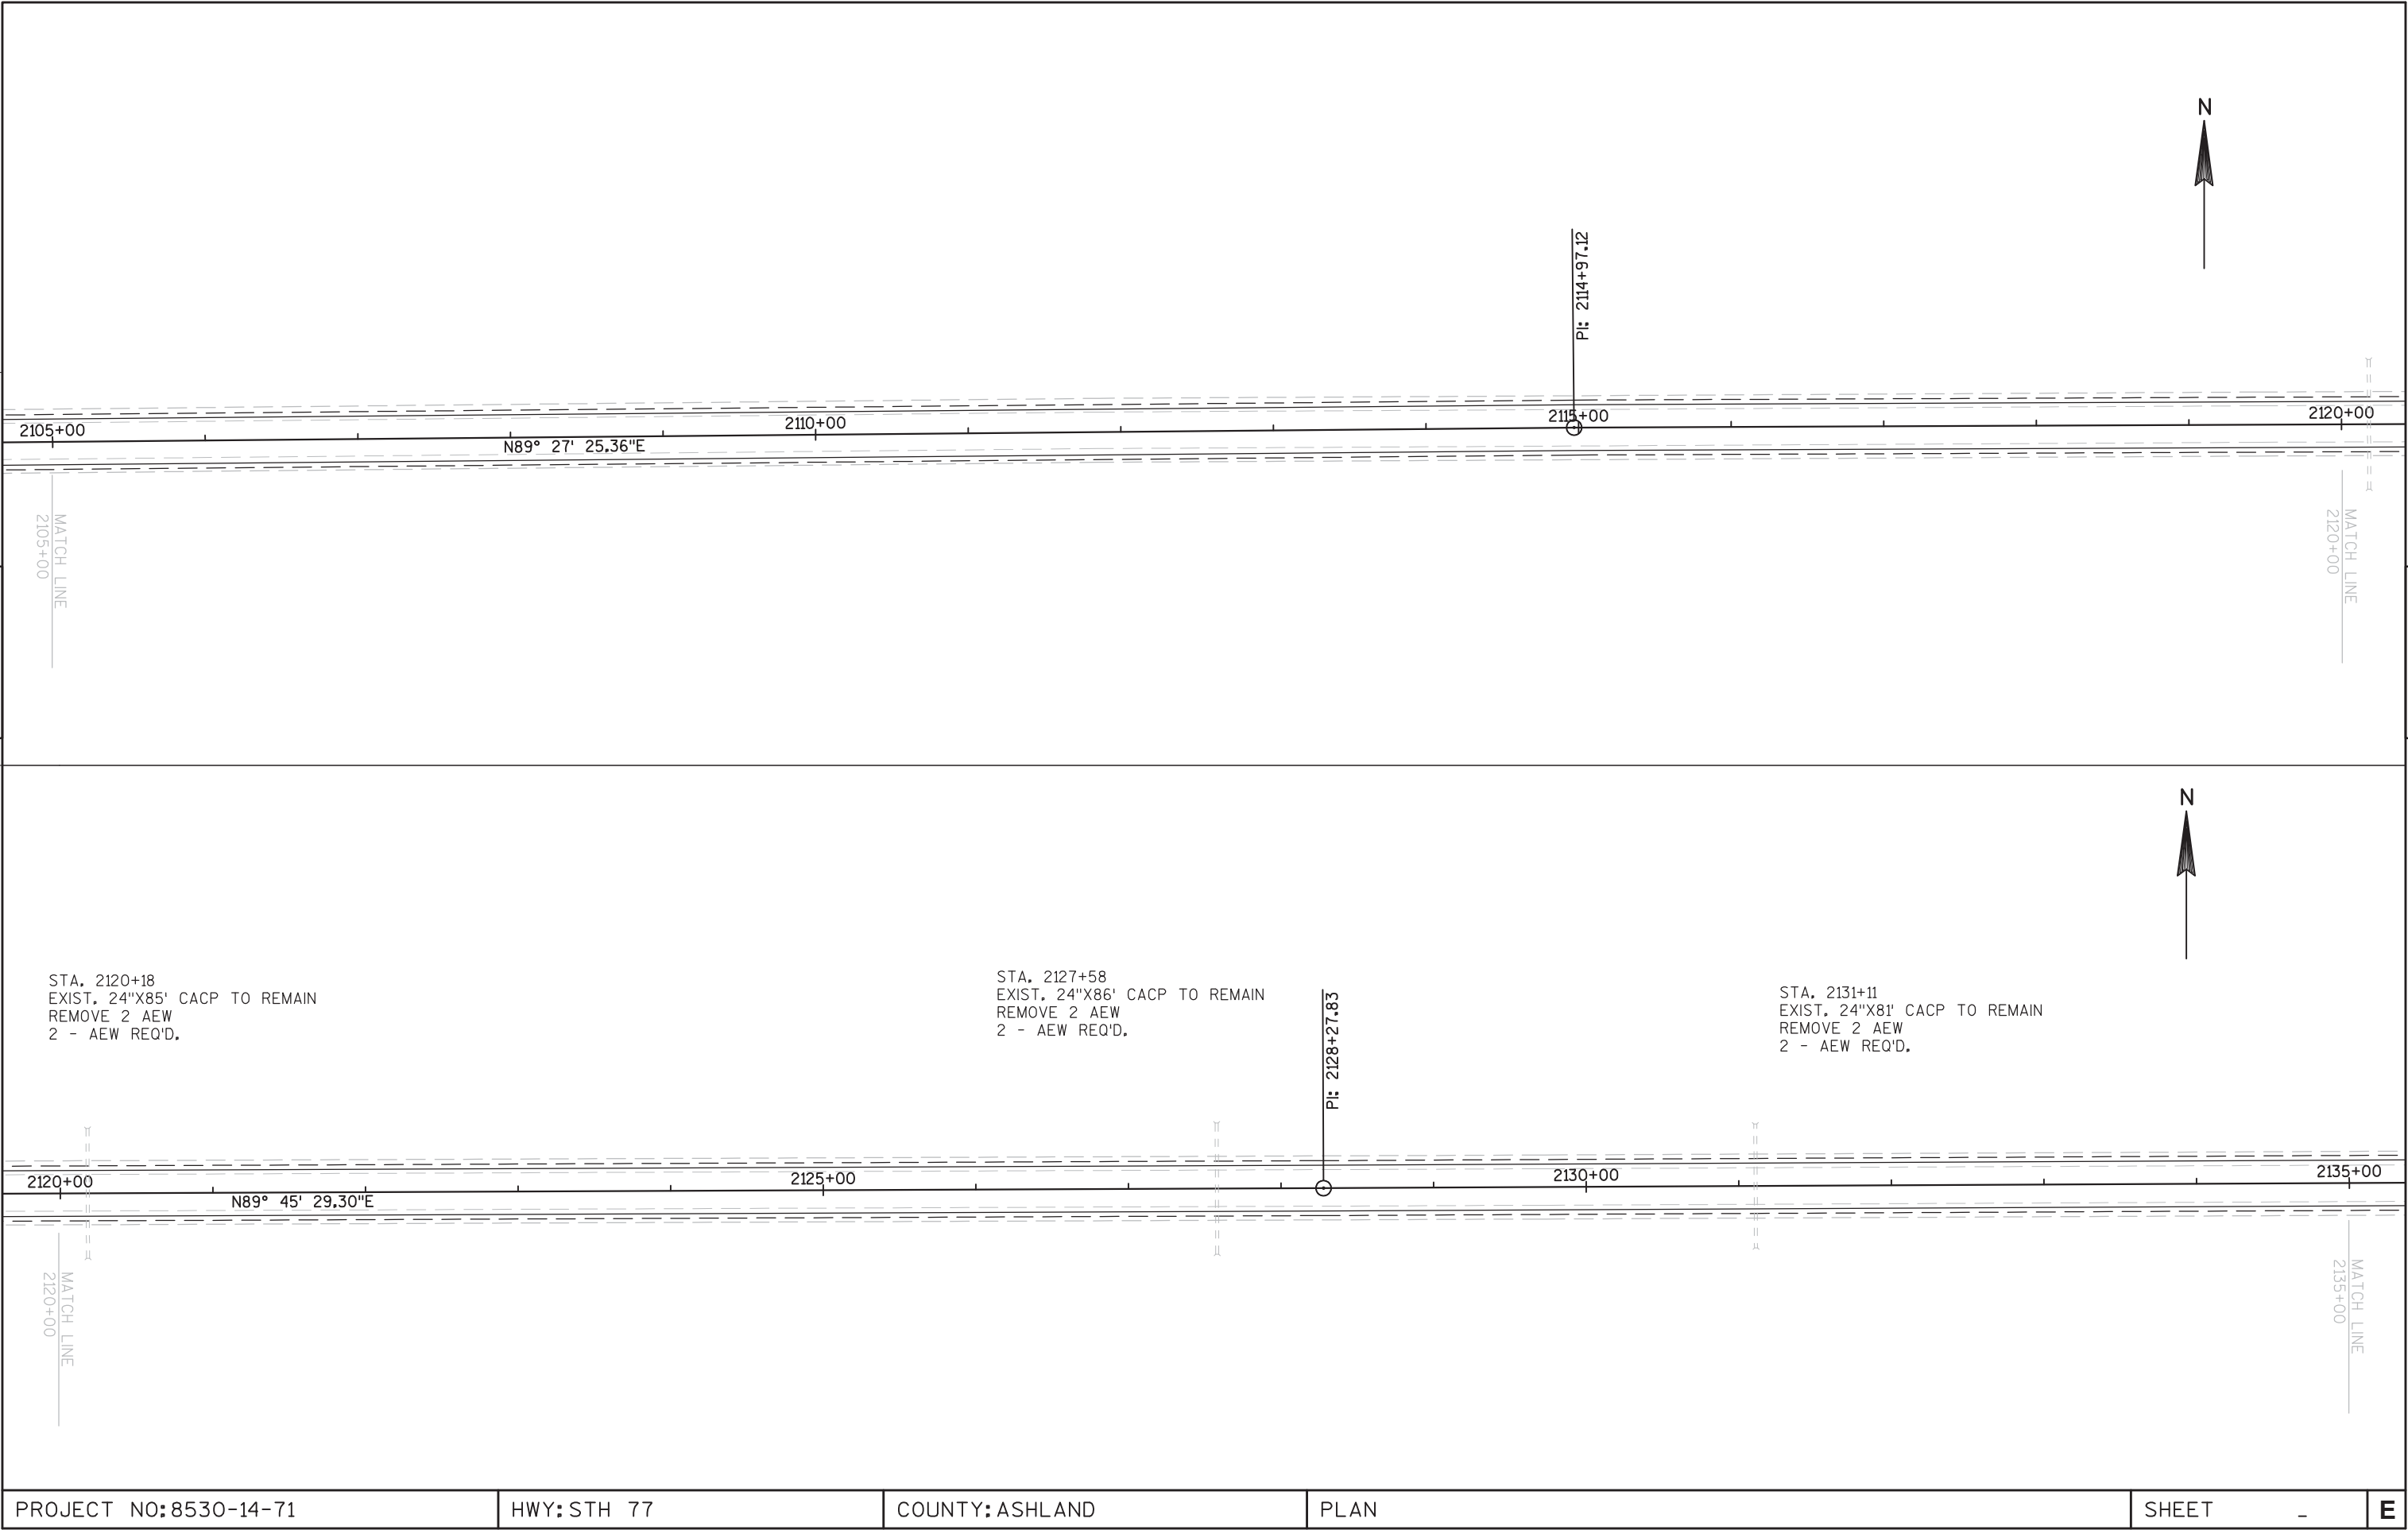 N
PI: 2114+97.12
2105+00
2110+00
2115+00
2120+00
N89° 27' 25.36"E
MATCH LINE
2105+00
MATCH LINE
2120+00
N
STA. 2120+18
EXIST. 24"X85' CACP TO REMAIN
REMOVE 2 AEW
2 - AEW REQ'D.
STA. 2127+58
EXIST. 24"X86' CACP TO REMAIN
REMOVE 2 AEW
2 - AEW REQ'D.
PI: 2128+27.83
STA. 2131+11
EXIST. 24"X81' CACP TO REMAIN
REMOVE 2 AEW
2 - AEW REQ'D.
2120+00
2125+00
2130+00
2135+00
N89° 45' 29.30"E
MATCH LINE
2120+00
MATCH LINE
2135+00
PROJECT NO:8530-14-71
HWY:STH 77
COUNTY:ASHLAND
PLAN
SHEET _
E